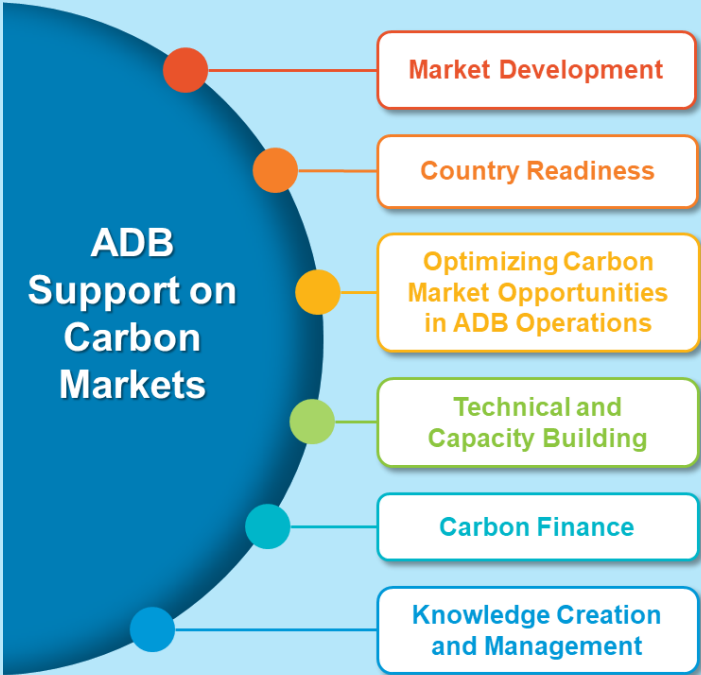 ADB
Support on
Carbon
Markets
Market Development
Country Readiness
Optimizing Carbon
Market Opportunities
in ADB Operations
Technical and
Capacity Building
Carbon Finance
Knowledge Creation
and Management